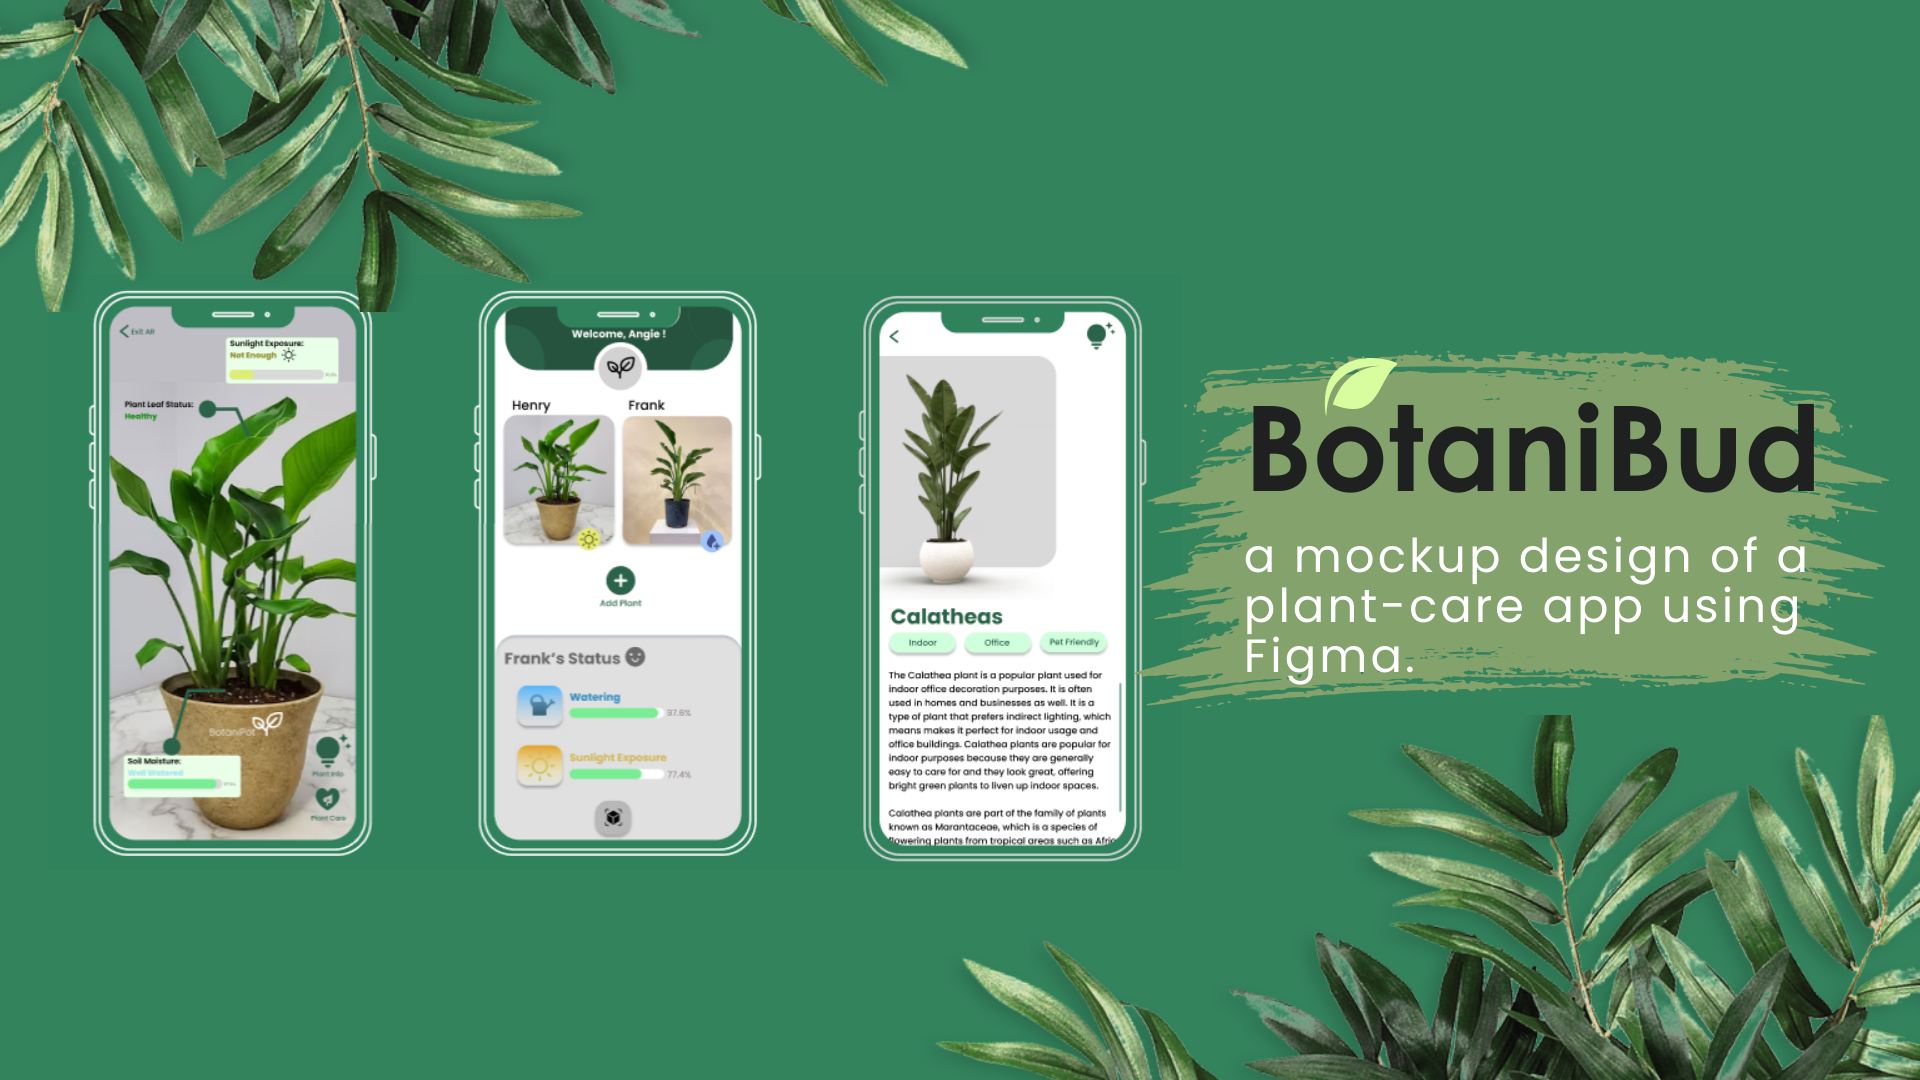 Exit AR
Sunlight Exposure:
Not Enough
Plant Leaf Status:
Healthy
BotaniPot
Soil Moisture:
Well Watered
Plant Info
Plant Care
Welcome, Angie !
Henry
Frank
Add Plant
Frank's Status
Watering
97.6%
Sunlight Exposure
77.4%
Calatheas
Indoor
Office
Pet Friendly
The Calathea plant is a popular plant used for
indoor office decoration purposes. It is often
used in homes and businesses as well. It is a
type of plant that prefers indirect lighting, which
means makes it perfect for indoor usage and
office buildings. Calathea plants are popular for
indoor purposes because they are generally
easy to care for and they look great, offering
bright green plants to liven up indoor spaces.
Calathea plants are part of the family of plants
known as Marantaceae, which is a species of
flowering plants from tropical areas such as Afric
BotaniBud
a mockup design of a
plant-care app using
Figma.